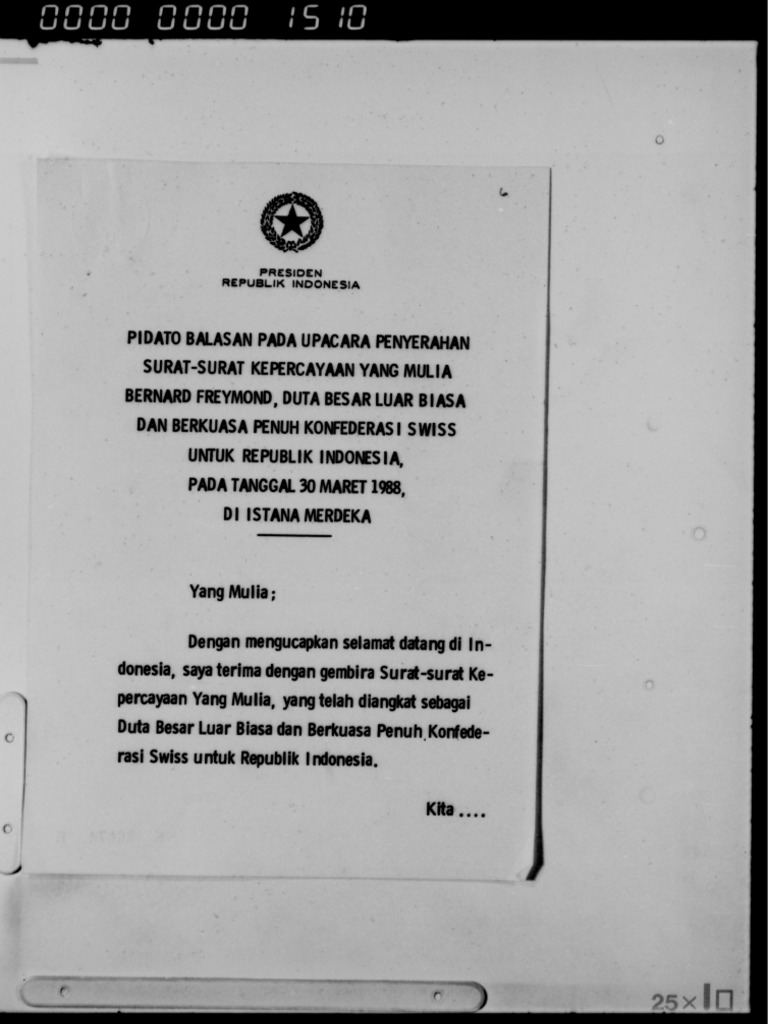 0000 0000 1510
6
PRESIDEN
REPUBLIK INDONESIA
PIDATO BALASAN PADA UPACARA PENYERAHAN
SURAT-SURAT KEPERCAYAAN YANG MULIA
BERNARD FREYMOND, DUTA BESAR LUAR BIASA
DAN BERKUASA PENUH KONFEDERASI SWISS
UNTUK REPUBLIK INDONESIA,
PADA TANGGAL 30 MARET 1988,
DI ISTANA MERDEKA
Yang Mulia;
Dengan mengucapkan selamat datang di In-
donesia, saya terima dengan gembira Surat-surat Ke-
percayaan Yang Mulia, yang telah diangkat sebagai
Duta Besar Luar Biasa dan Berkuasa Penuh Konfede-
rasi Swiss untuk Republik Indonesia.
Kita ....
25×